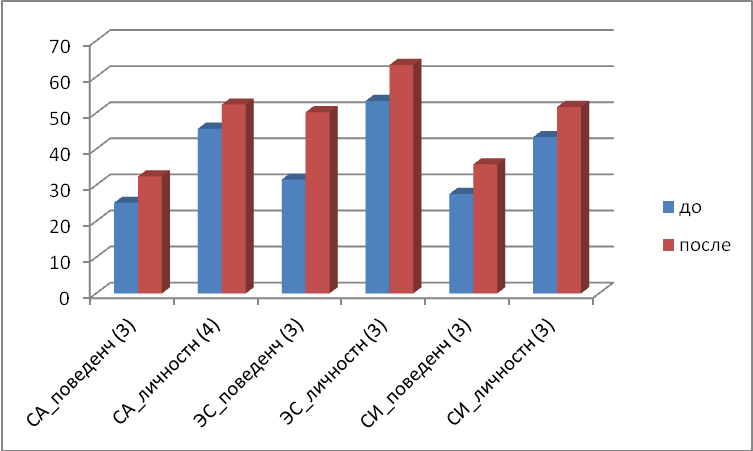 70
60
50
40
30
20
10
0
СА_поведенч (3)
СА_личностн (4)
ЭС_поведенч (3)
ЭС_личностн (3)
СИ_поведенч (3)
СИ_личностн (3)
до
после